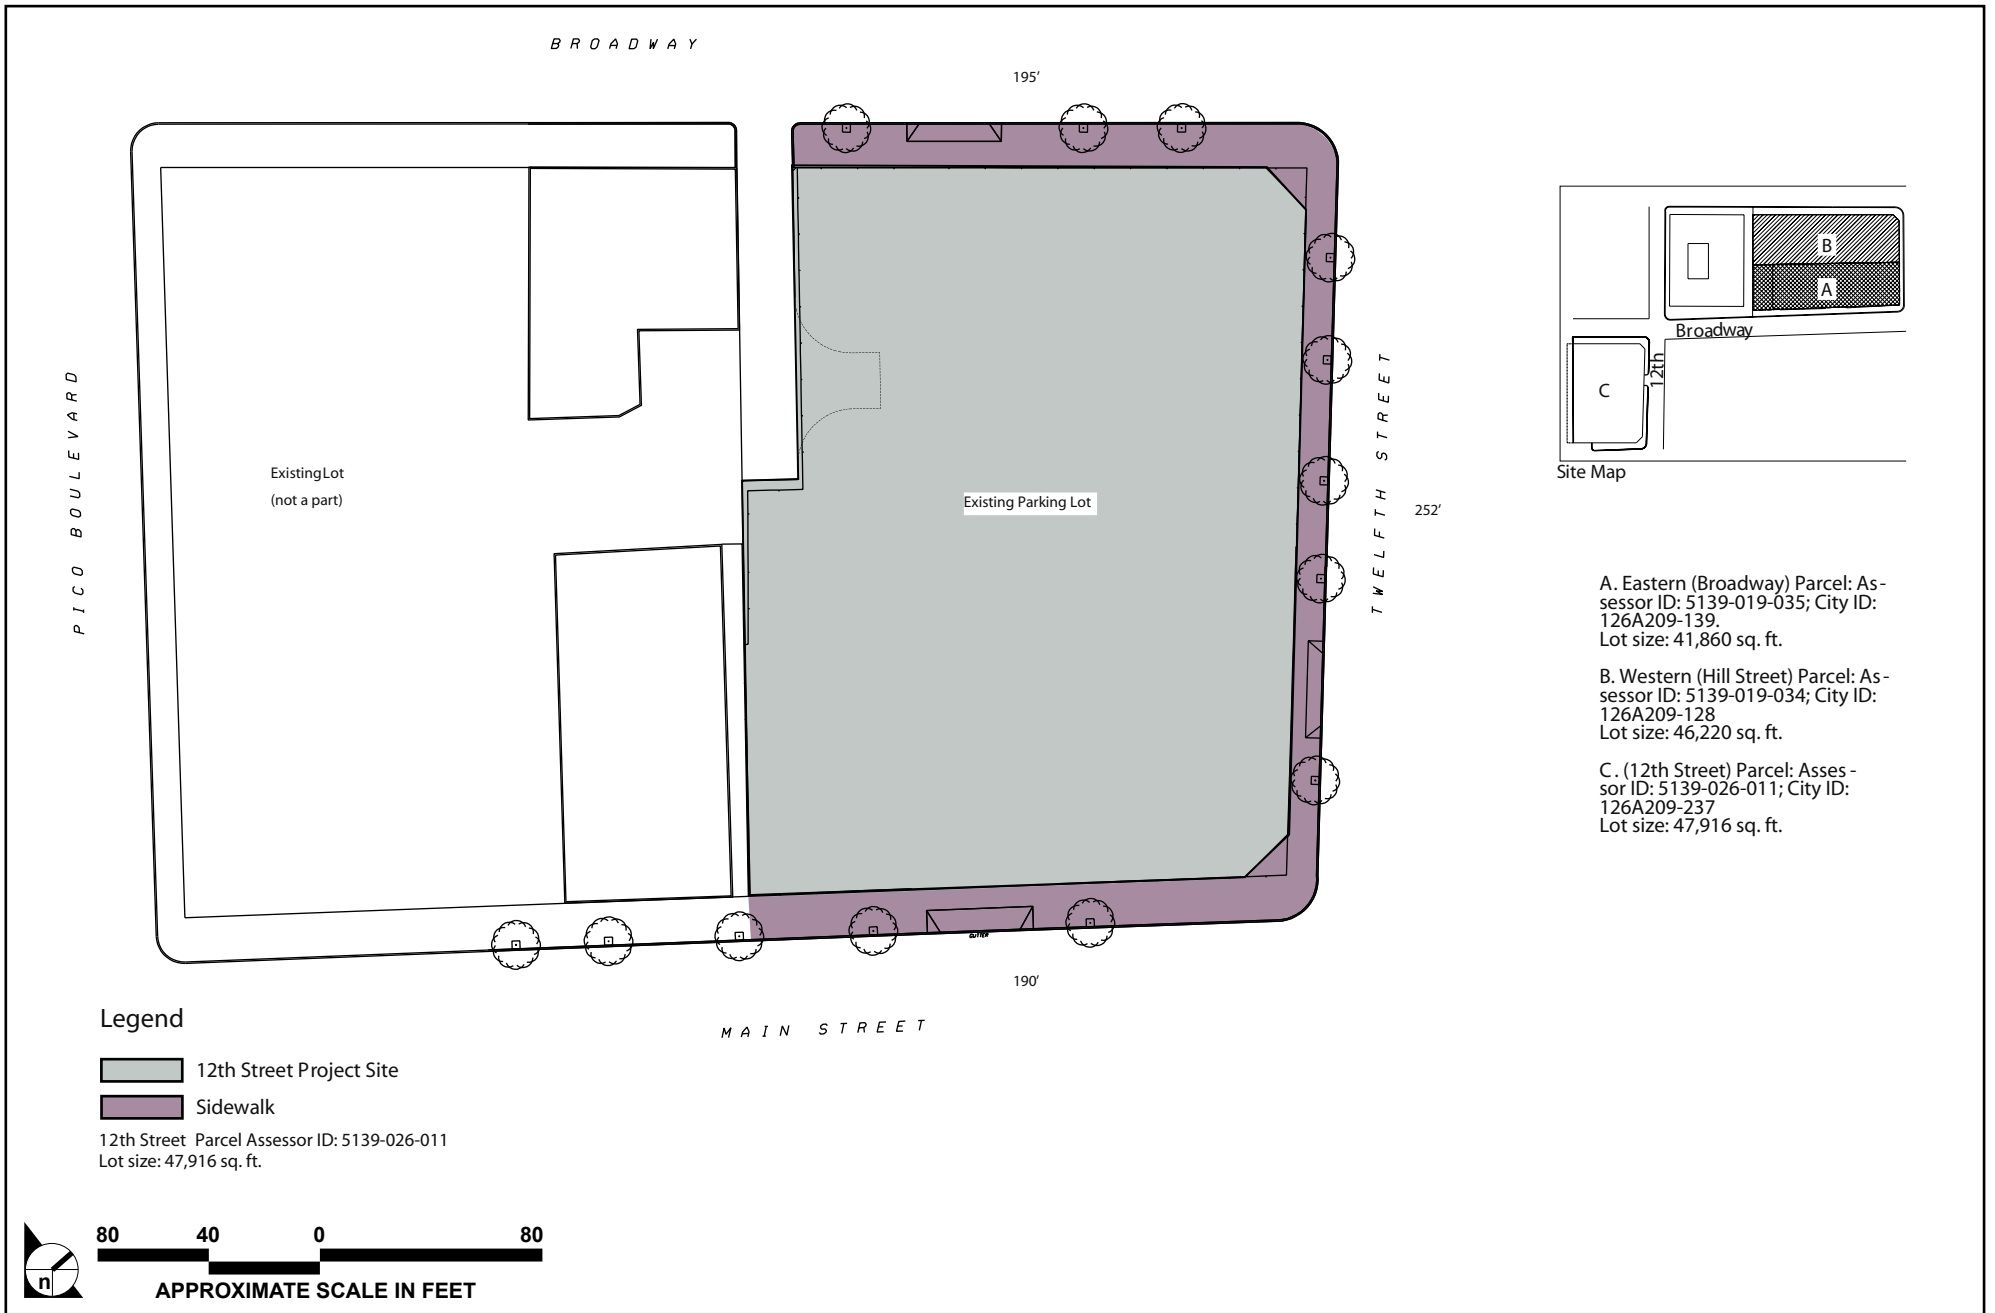 BROADWAY
195'
PICO BOULEVARD
Existing Lot
(not a part)
Existing Parking Lot
TWELFTH STREET
252'
GUTTER
190'
MAIN STREET
B
A
Broadway
12th
C
Site Map
A. Eastern (Broadway) Parcel: As-
sessor ID: 5139-019-035; City ID:
126A209-139.
Lot size: 41,860 sq. ft.
B. Western (Hill Street) Parcel: As-
sessor ID: 5139-019-034; City ID:
126A209-128
Lot size: 46,220 sq. ft.
C. (12th Street) Parcel: Asses-
sor ID: 5139-026-011; City ID:
126A209-237
Lot size: 47,916 sq. ft.
Legend
12th Street Project Site
Sidewalk
12th Street Parcel Assessor ID: 5139-026-011
Lot size: 47,916 sq. ft.
n
80 40 0 80
APPROXIMATE SCALE IN FEET